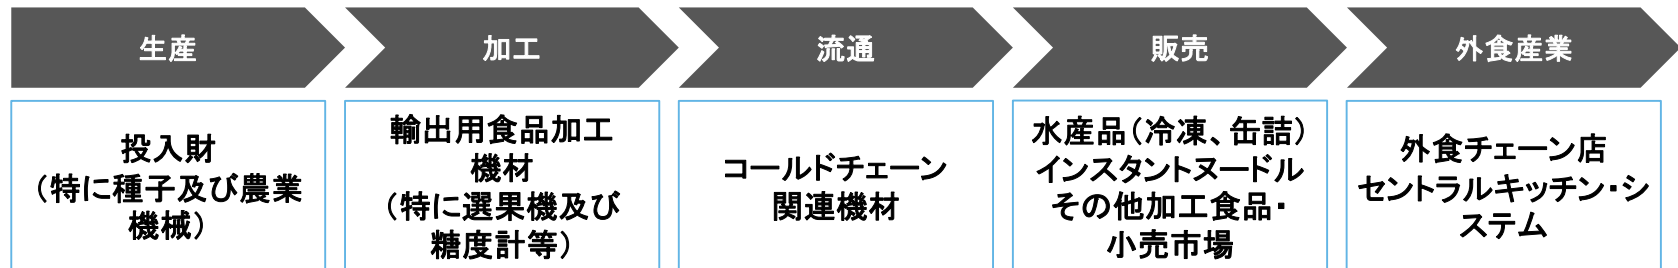 生産
加工
流通
販売
外食産業
投入財
（特に種子及び農業
機械）
輸出用食品加工
機材
（特に選果機及び
糖度計等）
コールドチェーン
関連機材
水産品（冷凍、缶詰）
インスタントヌードル
その他加工食品・
小売市場
外食チェーン店
セントラルキッチン・シ
ステム